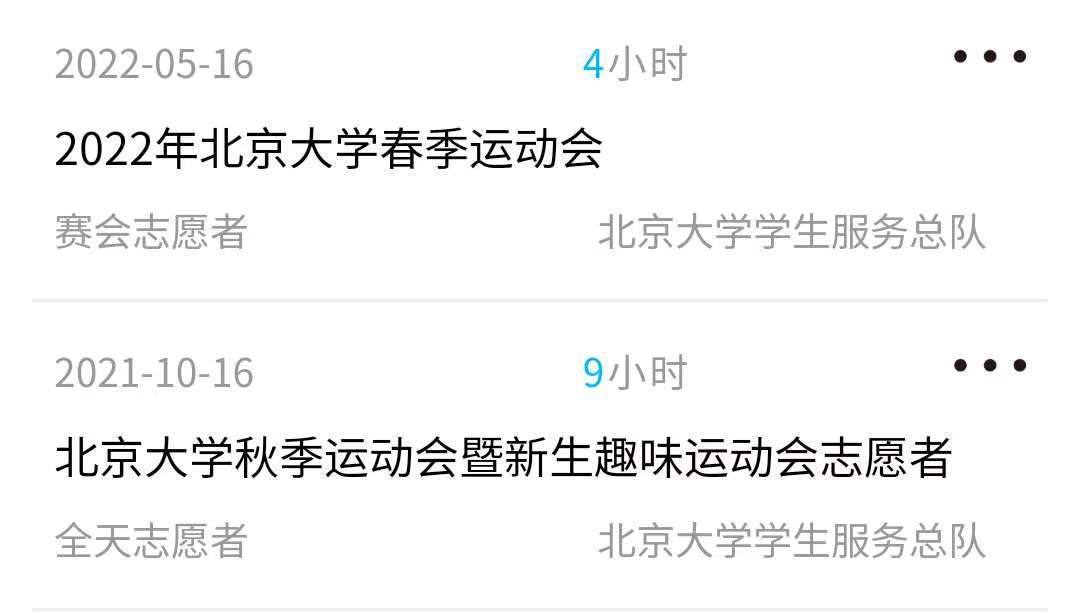 2022-05-16 4小时
2022年北京大学春季运动会
赛会志愿者 北京大学学生服务总队
2021-10-16 9小时
北京大学秋季运动会暨新生趣味运动会志愿者
全天志愿者 北京大学学生服务总队